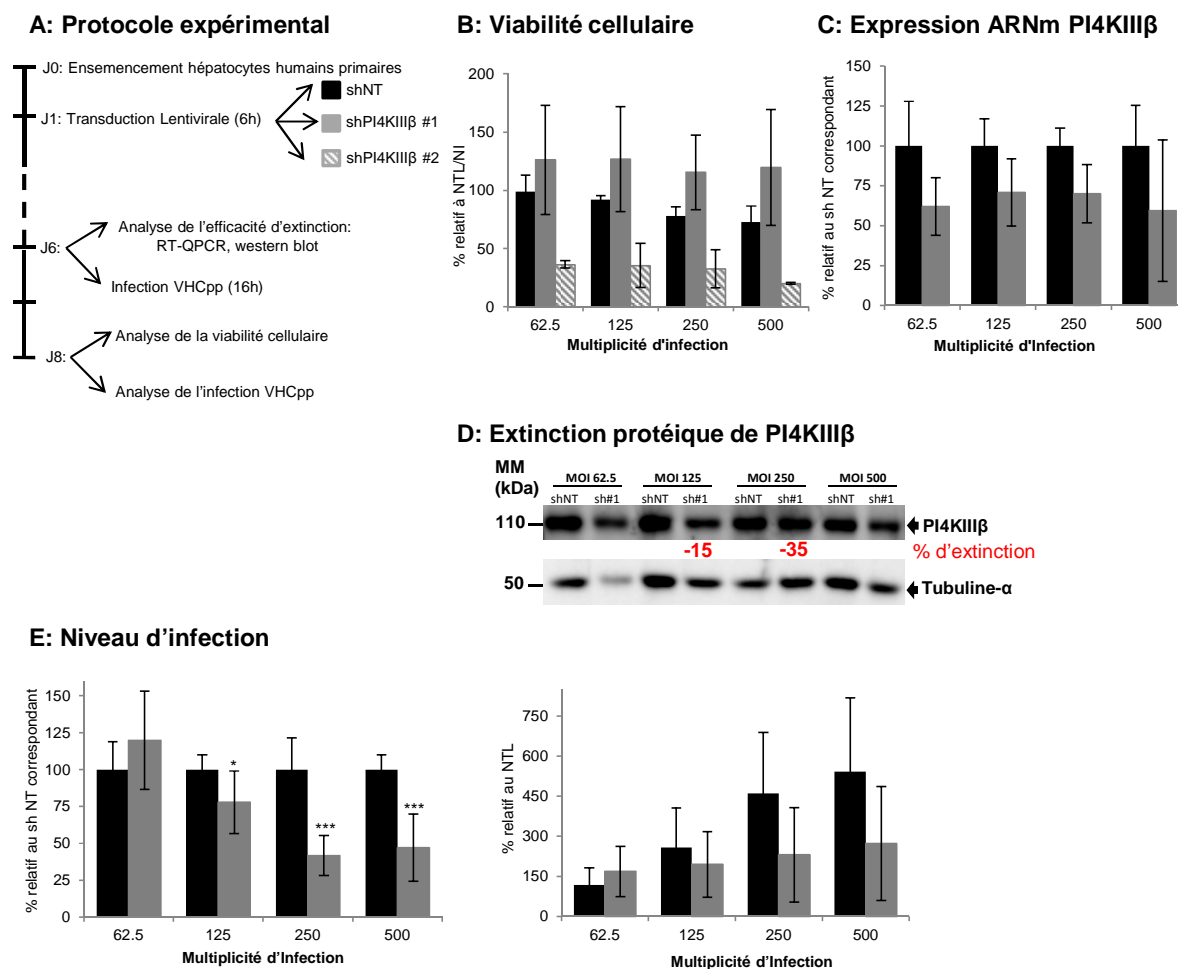 A: Protocole expérimental
J0: Ensemencement hépatocytes humains primaires
J1: Transduction Lentivirale (6h)
shNT
shPI4KIIIβ #1
shPI4KIIIβ #2
J6:
Analyse de l'efficacité d'extinction:
RT-QPCR, western blot
Infection VHCpp (16h)
J8:
Analyse de la viabilité cellulaire
Analyse de l'infection VHCpp
B: Viabilité cellulaire
% relatif à NTL/NI
200
150
100
50
0
62.5 125 250 500
Multiplicité d'infection
C: Expression ARNm PI4KIIIβ
% relatif au sh NT correspondant
150
125
100
75
50
25
0
62.5 125 250 500
Multiplicité d'Infection
D: Extinction protéique de PI4KIIIβ
MM
(kDa)
MOI 62.5 MOI 125 MOI 250 MOI 500
shNT sh#1 shNT sh#1 shNT sh#1 shNT sh#1
110 PI4KIIIβ
-15 -35 % d'extinction
50 Tubuline-α
E: Niveau d'infection
% relatif au sh NT correspondant
150
125
100
75
50
25
0
* *** ***
62.5 125 250 500
Multiplicité d'Infection
% relatif au NTL
750
600
450
300
150
0
62.5 125 250 500
Multiplicité d'Infection